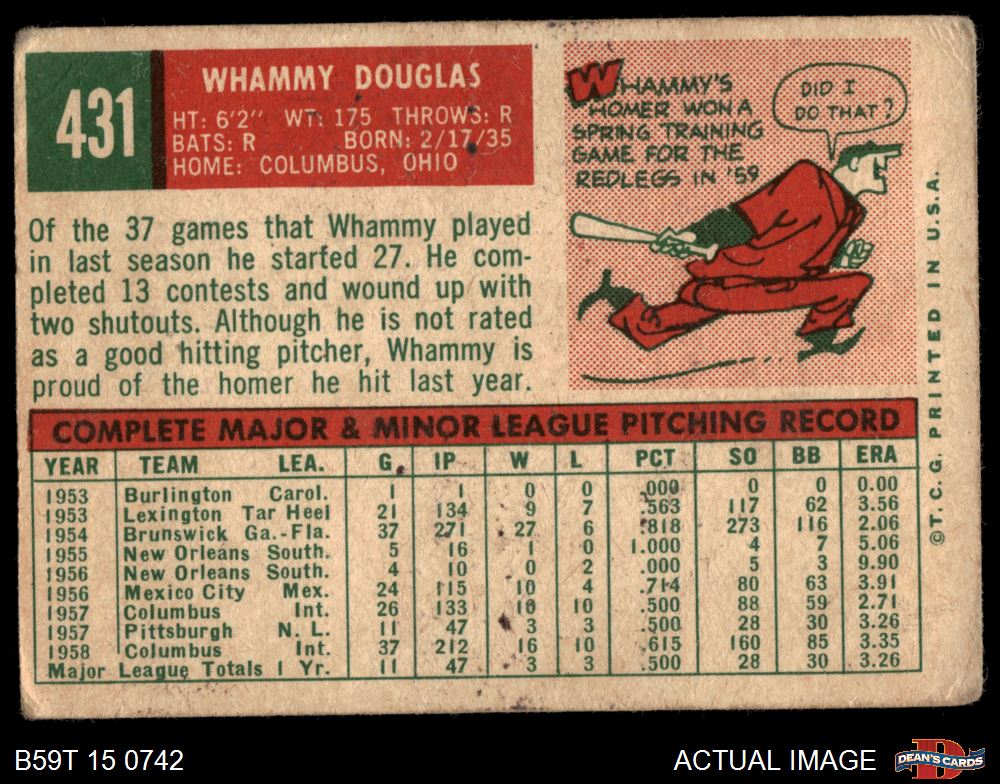 431
WHAMMY DOUGLAS
HT: 6'2" WT: 175 THROWS: R
BATS: R BORN: 2/17/35
HOME: COLUMBUS, OHIO
WHAMMY'S
HOMER WON A
SPRING TRAINING
GAME FOR THE
REDLEGS IN '59
DID I
DO THAT?
Of the 37 games that Whammy played
in last season he started 27. He com-
pleted 13 contests and wound up with
two shutouts. Although he is not rated
as a good hitting pitcher, Whammy is
proud of the homer he hit last year.
©T. C. G. PRINTED IN U.S.A.
COMPLETE MAJOR & MINOR LEAGUE PITCHING RECORD
YEAR TEAM LEA. G IP W L PCT SO BB ERA
1953 Burlington Carol. 1 1 0 0 .000 0 0 0.00
1953 Lexington Tar Heel 21 134 9 7 .563 117 62 3.56
1954 Brunswick Ga.-Fla. 37 271 27 6 .818 273 116 2.06
1955 New Orleans South. 5 16 1 0 1.000 4 7 5.06
1956 New Orleans South. 4 10 0 2 .000 5 3 9.90
1956 Mexico City Mex. 24 115 10 4 .714 80 63 3.91
1957 Columbus Int. 26 133 10 10 .500 88 59 2.71
1957 Pittsburgh N. L. 11 47 3 3 .500 28 30 3.26
1958 Columbus Int. 37 212 16 10 .615 160 85 3.35
Major League Totals 1 Yr. 11 47 3 3 .500 28 30 3.26
B59T 15 0742
ACTUAL IMAGE
DEAN'S CARDS